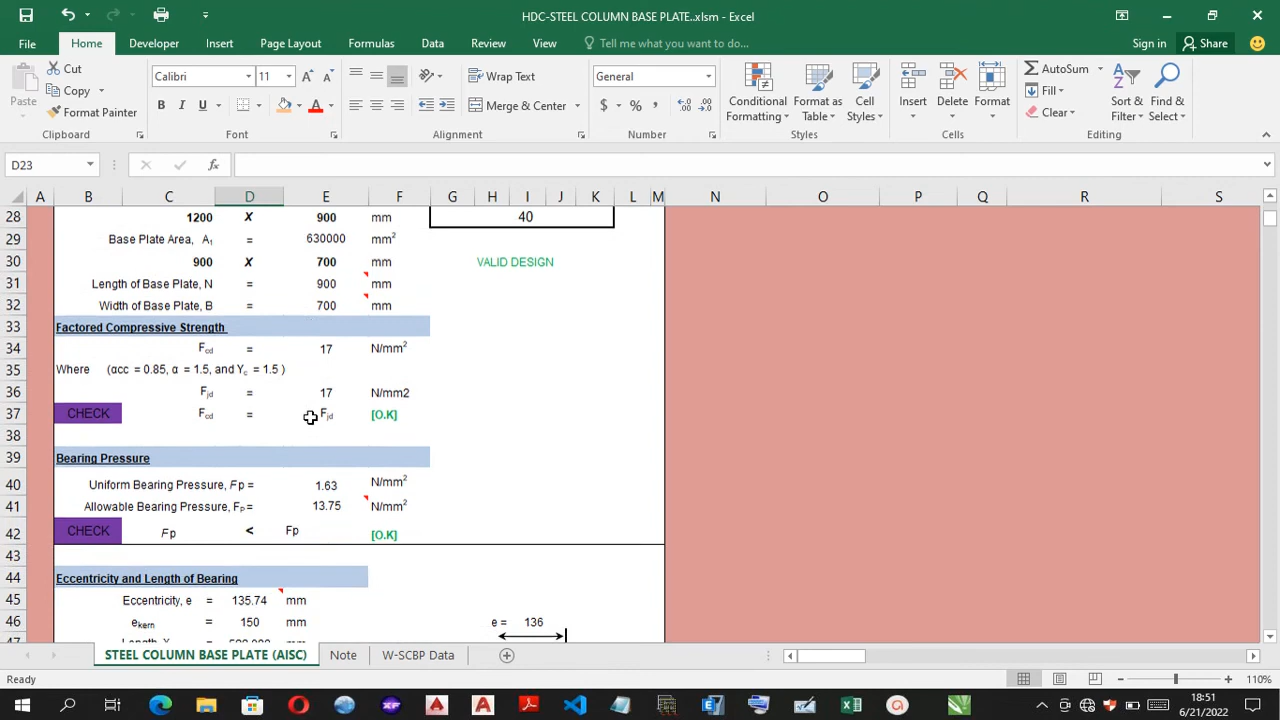 HDC-STEEL COLUMN BASE PLATE..xlsm - Excel
File Home Developer Insert Page Layout Formulas Data Review View Tell me what you want to do... Sign in Share
Paste Cut Copy Format Painter
Calibri 11 General
B I U A Wrap Text Merge & Center $ %
Conditional Formatting Format as Table Cell Styles Insert Delete Format
AutoSum Fill Clear Sort & Filter Find & Select
Clipboard Font Alignment Number Styles Cells Editing
D23 fx
A B C D E F G H I J K L M N O P Q R S
28 1200 X 900 mm 40
29 Base Plate Area, A₁ = 630000 mm²
30 900 X 700 mm VALID DESIGN
31 Length of Base Plate, N = 900 mm
32 Width of Base Plate, B = 700 mm
33 Factored Compressive Strength
34 Fcd = 17 N/mm²
35 Where (αcc = 0.85, α = 1.5, and Yc = 1.5 )
36 Fjd = 17 N/mm2
37 CHECK Fcd = Fjd [O.K]
38
39 Bearing Pressure
40 Uniform Bearing Pressure, Fp = 1.63 N/mm²
41 Allowable Bearing Pressure, FP = 13.75 N/mm²
42 CHECK Fp < Fp [O.K]
43
44 Eccentricity and Length of Bearing
45 Eccentricity, e = 135.74 mm
46 ekern = 150 mm e = 136
STEEL COLUMN BASE PLATE (AISC) Note W-SCBP Data
Ready 110%
18:51
6/21/2022